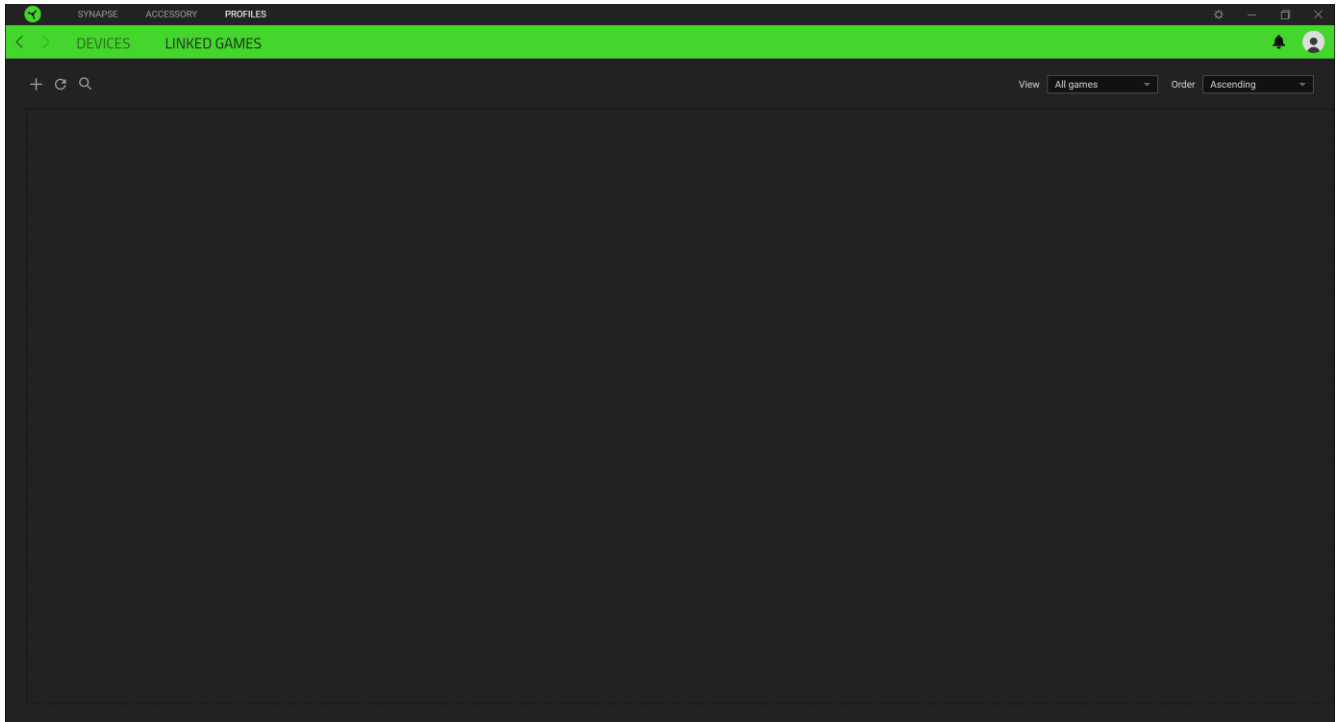 SYNAPSE ACCESSORY PROFILES
DEVICES LINKED GAMES
View All games Order Ascending